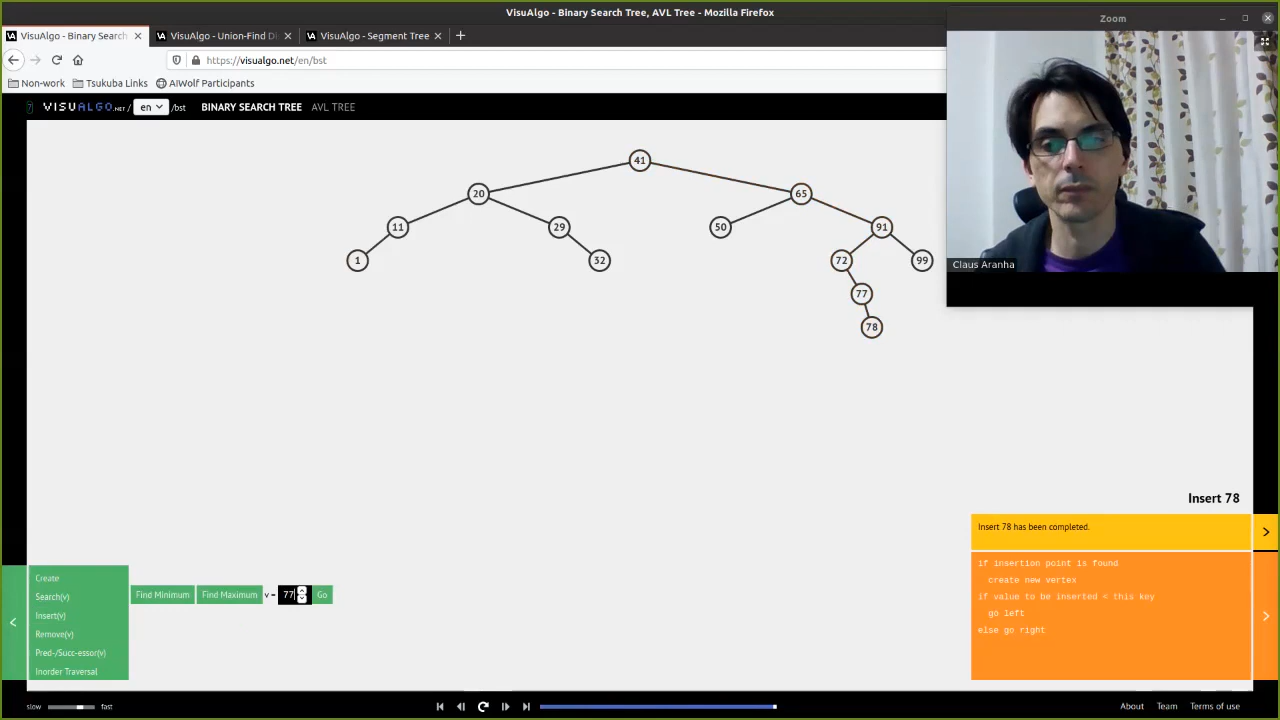 VisuAlgo - Binary Search Tree, AVL Tree - Mozilla Firefox
Zoom
VisuAlgo - Binary Search
VisuAlgo - Union-Find Di
VisuAlgo - Segment Tree
https://visualgo.net/en/bst
Non-work
Tsukuba Links
AIWolf Participants
7 VISUALGO.NET / en /bst BINARY SEARCH TREE AVL TREE
41
20 65
11 29 50 91
1 32 72 99
77
78
Claus Aranha
Insert 78
Insert 78 has been completed.
if insertion point is found
create new vertex
if value to be inserted < this key
go left
else go right
Create
Search(v)
Insert(v)
Remove(v)
Pred-/Succ-essor(v)
Inorder Traversal
Find Minimum Find Maximum v = 77 Go
slow fast
About Team Terms of use